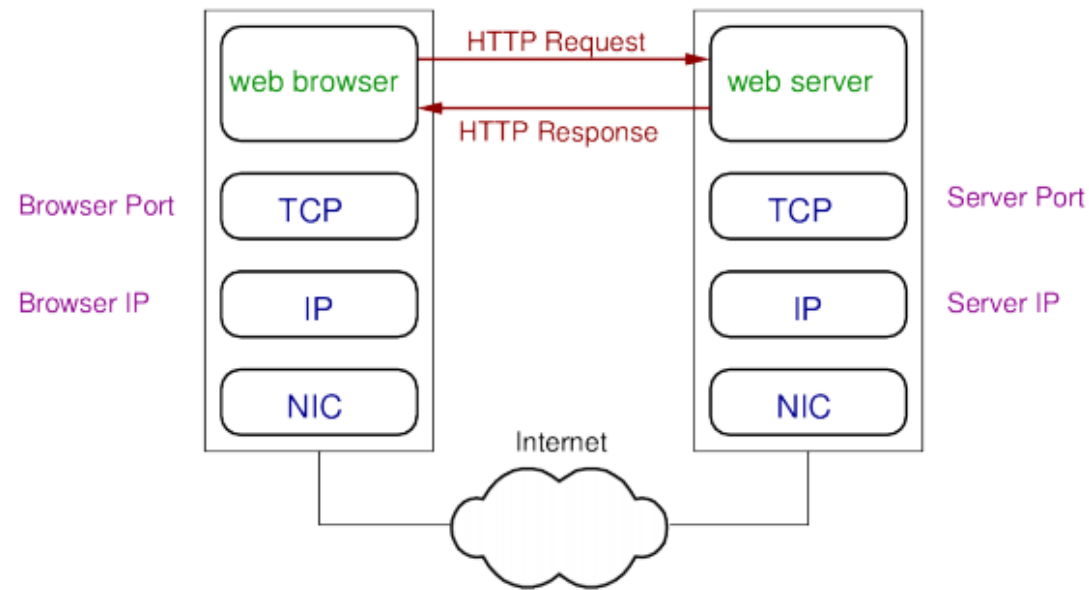 HTTP Request
web browser
web server
HTTP Response
Browser Port
TCP
TCP
Server Port
Browser IP
IP
IP
Server IP
NIC
NIC
Internet